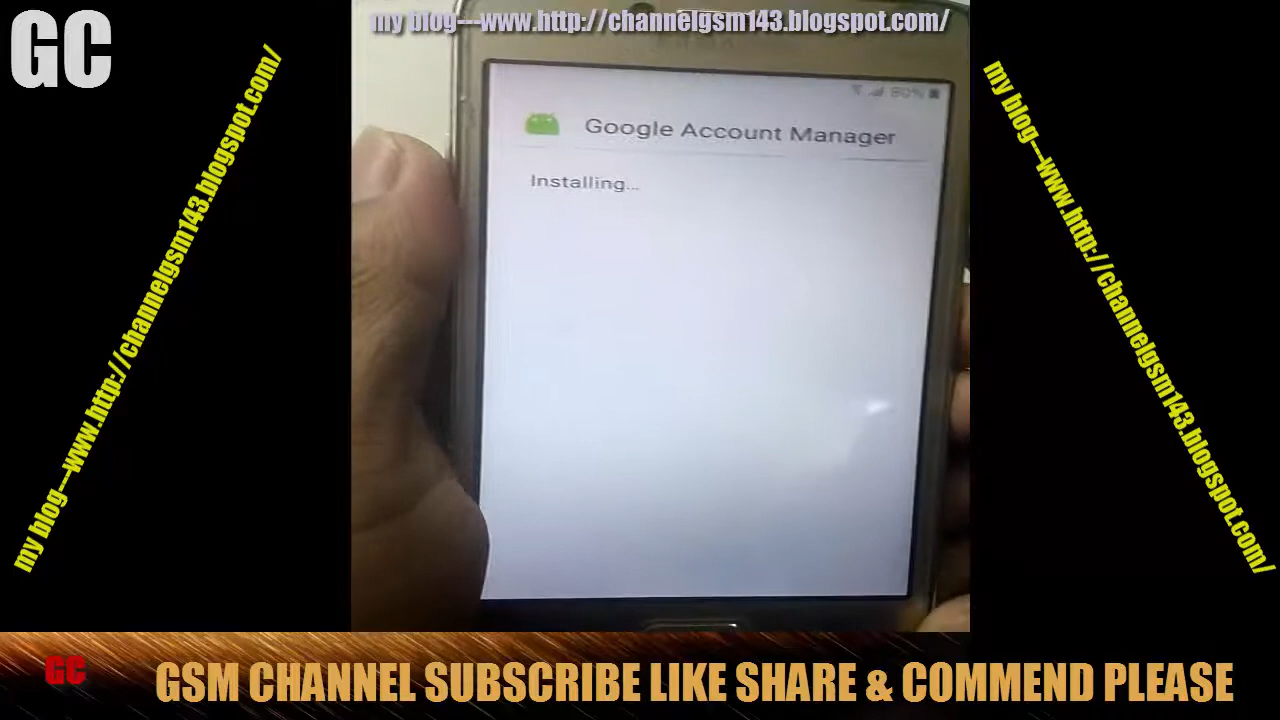 GC
my blog---www.http://channelgsm143.blogspot.com/
my blog---www.http://channelgsm143.blogspot.com/
my blog---www.http://channelgsm143.blogspot.com/
80%
Google Account Manager
Installing...
GC
GSM CHANNEL SUBSCRIBE LIKE SHARE & COMMEND PLEASE